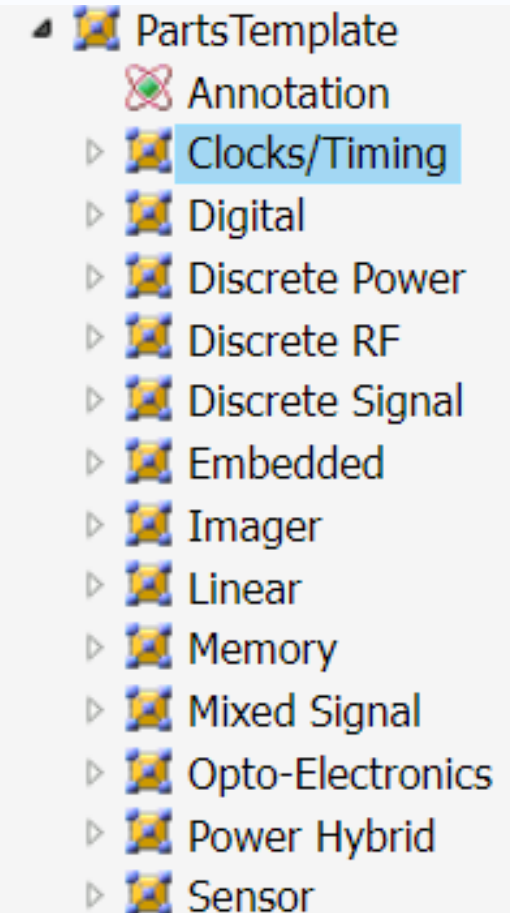 PartsTemplate
Annotation
Clocks/Timing
Digital
Discrete Power
Discrete RF
Discrete Signal
Embedded
Imager
Linear
Memory
Mixed Signal
Opto-Electronics
Power Hybrid
Sensor